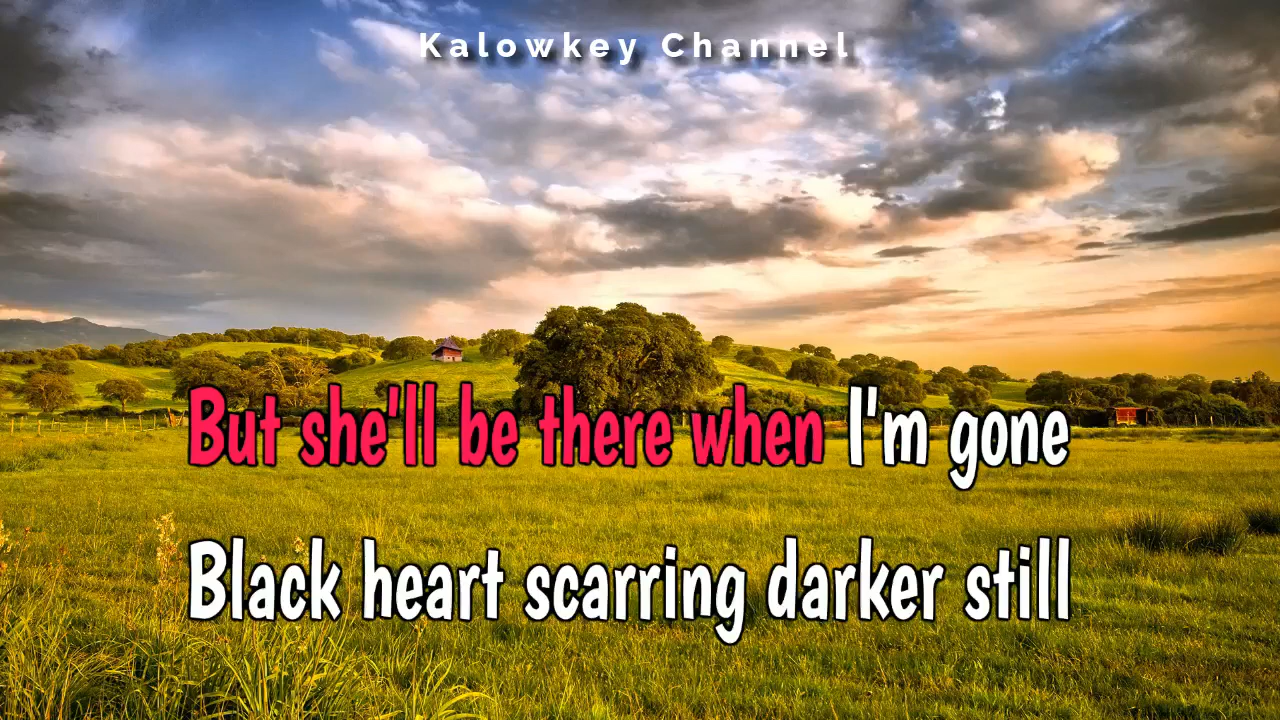 Kalowkey Channel
But she'll be there when I'm gone
Black heart scarring darker still